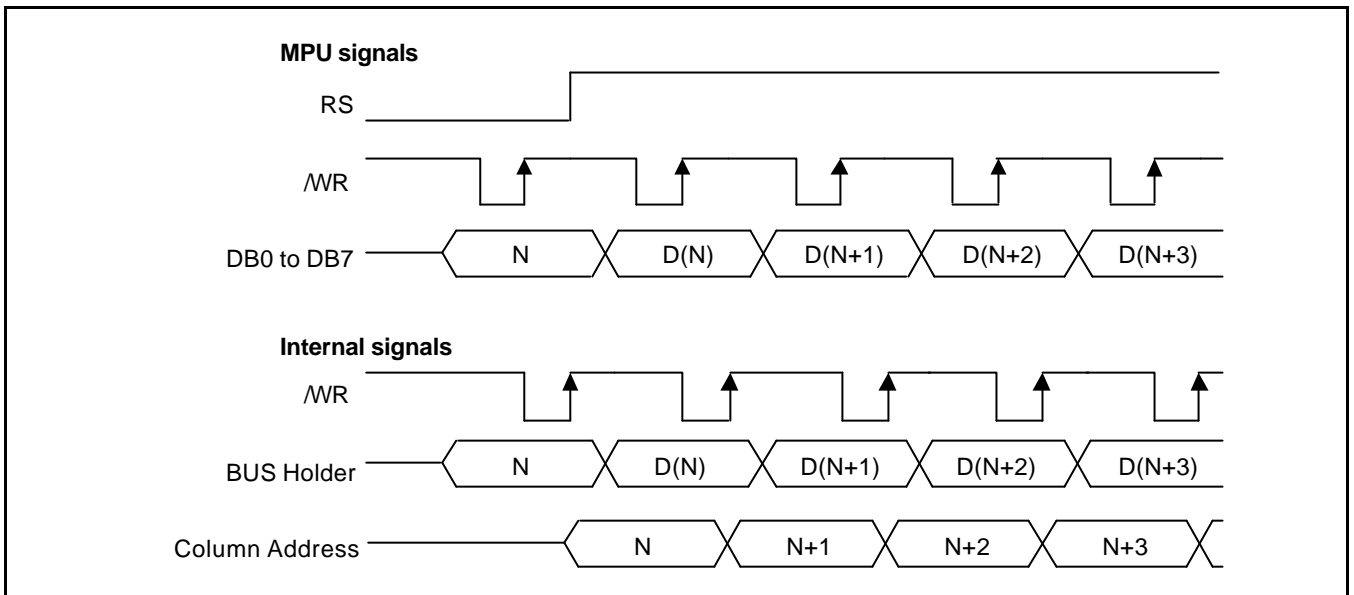 MPU signals
RS
/WR
DB0 to DB7 N D(N) D(N+1) D(N+2) D(N+3)
Internal signals
/WR
BUS Holder N D(N) D(N+1) D(N+2) D(N+3)
Column Address N N+1 N+2 N+3